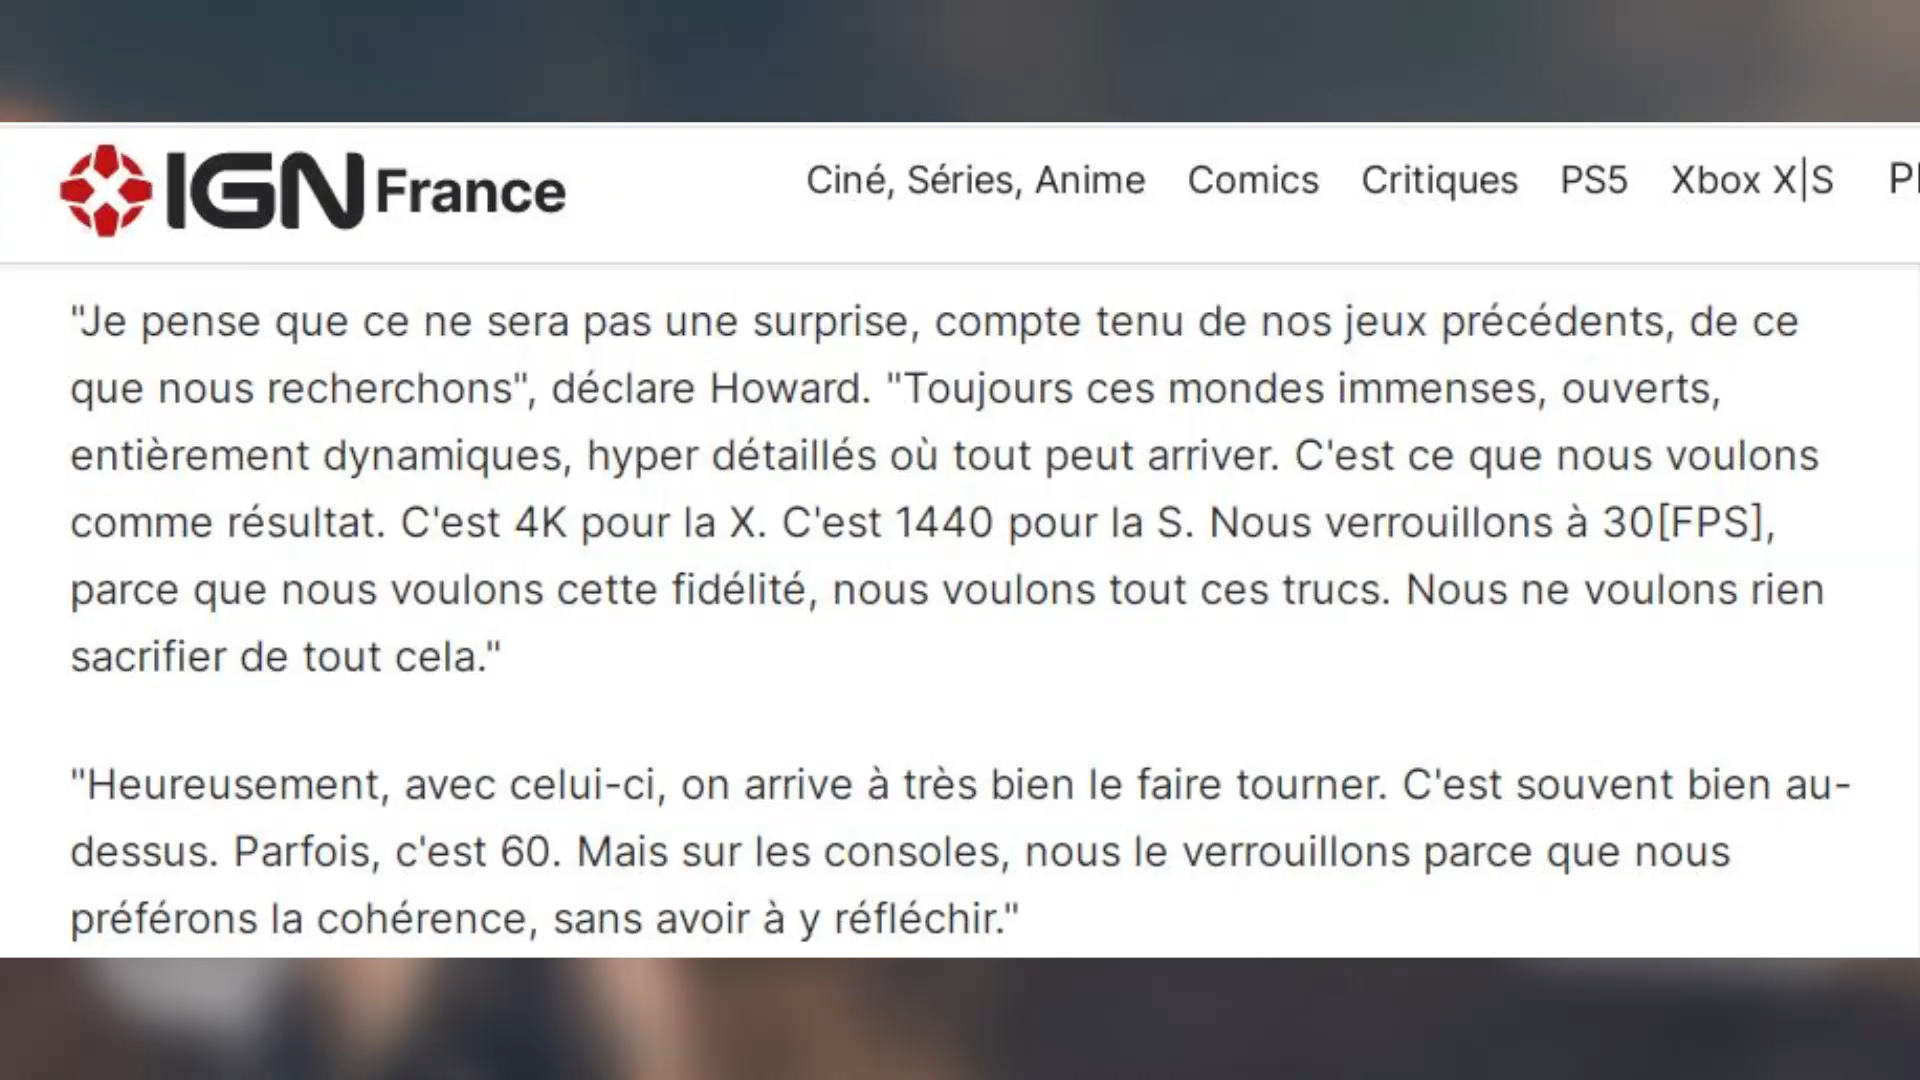 IGN France
Ciné, Séries, Anime Comics Critiques PS5 Xbox X|S
"Je pense que ce ne sera pas une surprise, compte tenu de nos jeux précédents, de ce
que nous recherchons", déclare Howard. "Toujours ces mondes immenses, ouverts,
entièrement dynamiques, hyper détaillés où tout peut arriver. C'est ce que nous voulons
comme résultat. C'est 4K pour la X. C'est 1440 pour la S. Nous verrouillons à 30[FPS],
parce que nous voulons cette fidélité, nous voulons tout ces trucs. Nous ne voulons rien
sacrifier de tout cela."
"Heureusement, avec celui-ci, on arrive à très bien le faire tourner. C'est souvent bien au-
dessus. Parfois, c'est 60. Mais sur les consoles, nous le verrouillons parce que nous
préférons la cohérence, sans avoir à y réfléchir."